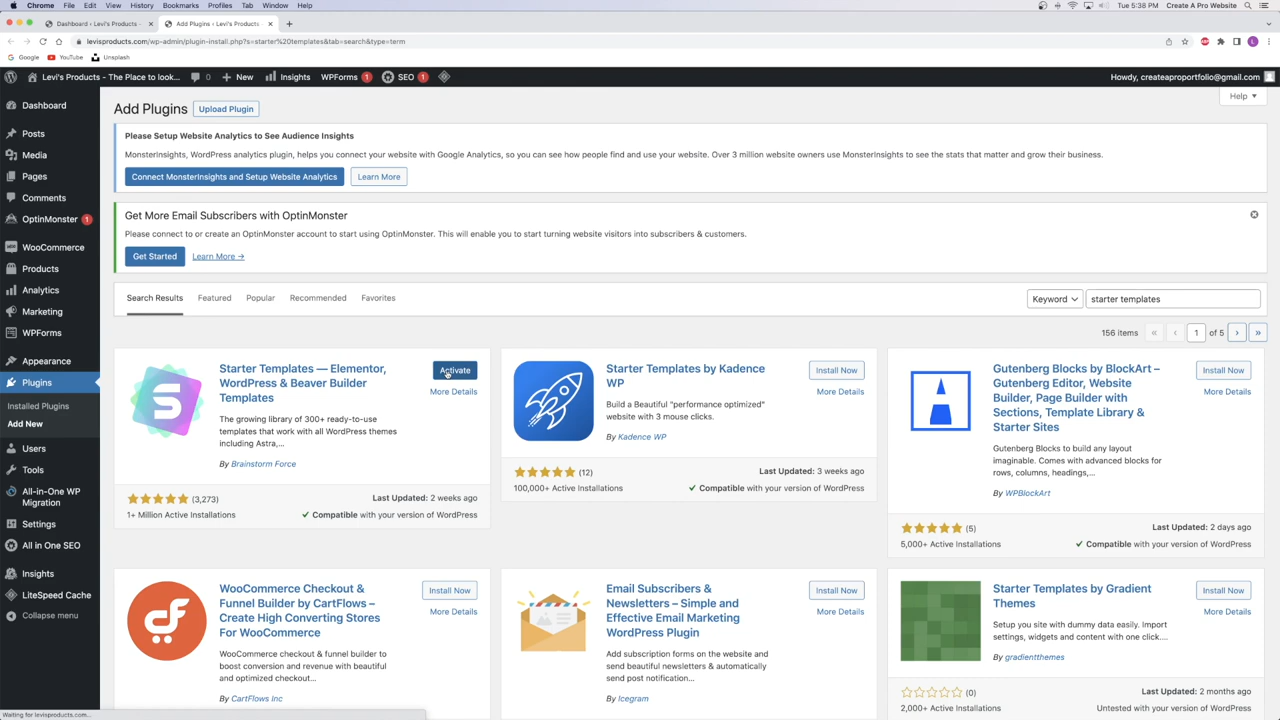 Chrome File Edit View History Bookmarks Profiles Tab Window Help
Tue 5:38 PM Create A Pro Website
Dashboard ‹ Levi's Products -
Add Plugins ‹ Levi's Products -
levisproducts.com/wp-admin/plugin-install.php?s=starter%20templates&tab=search&type=term
Google YouTube Unsplash
Levi's Products - The Place to look... 0 New Insights WPForms 1 SEO 1
Howdy, createaproportfolio@gmail.com
Dashboard
Posts
Media
Pages
Comments
OptinMonster 1
WooCommerce
Products
Analytics
Marketing
WPForms
Appearance
Plugins
Installed Plugins
Add New
Users
Tools
All-in-One WP
Migration
Settings
All in One SEO
Insights
LiteSpeed Cache
Collapse menu
Help
Add Plugins Upload Plugin
Please Setup Website Analytics to See Audience Insights
MonsterInsights, WordPress analytics plugin, helps you connect your website with Google Analytics, so you can see how people find and use your website. Over 3 million website owners use MonsterInsights to see the stats that matter and grow their business.
Connect MonsterInsights and Setup Website Analytics Learn More
Get More Email Subscribers with OptinMonster
Please connect to or create an OptinMonster account to start using OptinMonster. This will enable you to start turning website visitors into subscribers & customers.
Get Started Learn More →
Search Results Featured Popular Recommended Favorites
Keyword starter templates
156 items « ‹ 1 of 5 › »
Starter Templates — Elementor,
WordPress & Beaver Builder
Templates
Activate
More Details
The growing library of 300+ ready-to-use
templates that work with all WordPress themes
including Astra,...
By Brainstorm Force
(3,273)
Last Updated: 2 weeks ago
1+ Million Active Installations
Compatible with your version of WordPress
Starter Templates by Kadence
WP
Install Now
More Details
Build a Beautiful "performance optimized"
website with 3 mouse clicks.
By Kadence WP
(12)
Last Updated: 3 weeks ago
100,000+ Active Installations
Compatible with your version of WordPress
Gutenberg Blocks by BlockArt –
Gutenberg Editor, Website
Builder, Page Builder with
Sections, Template Library &
Starter Sites
Install Now
More Details
Gutenberg Blocks to build any layout
imaginable. Comes with advanced blocks for
rows, columns, headings,...
By WPBlockArt
(5)
Last Updated: 2 days ago
5,000+ Active Installations
Compatible with your version of WordPress
WooCommerce Checkout &
Funnel Builder by CartFlows –
Create High Converting Stores
For WooCommerce
Install Now
More Details
WooCommerce checkout & funnel builder to
boost conversion and revenue with beautiful
and optimized checkout...
By CartFlows Inc
Email Subscribers &
Newsletters – Simple and
Effective Email Marketing
WordPress Plugin
Install Now
More Details
Add subscription forms on the website and
send beautiful newsletters & automatically
send post notification...
By Icegram
Starter Templates by Gradient
Themes
Install Now
More Details
Setup you site with dummy data easily. Import
settings, widgets and content with one click....
By gradientthemes
(0)
Last Updated: 2 months ago
2,000+ Active Installations
Untested with your version of WordPress
Waiting for levisproducts.com...